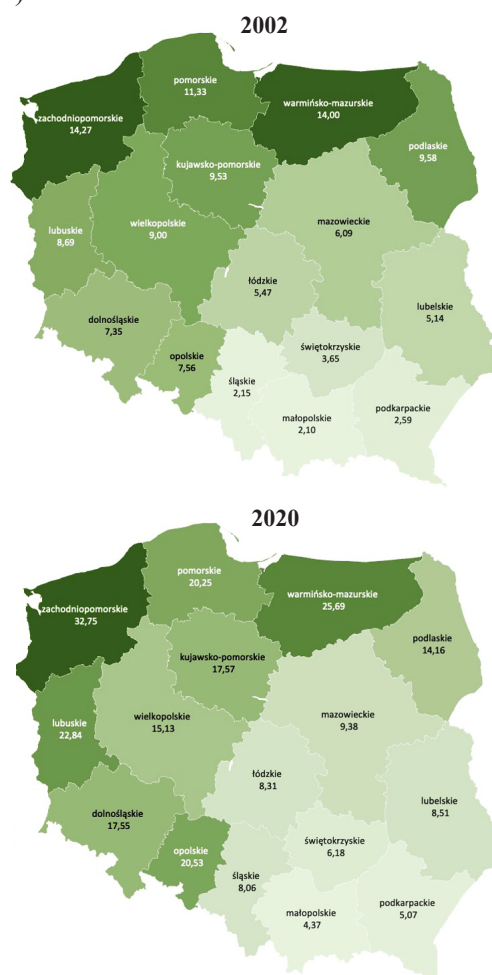 )
2002
pomorskie
11,33
warmińsko-mazurskie
14,00
zachodniopomorskie
14,27
podlaskie
9,58
kujawsko-pomorskie
9,53
lubuskie
8,69
wielkopolskie
9,00
mazowieckie
6,09
łódzkie
5,47
lubelskie
5,14
dolnośląskie
7,35
opolskie
7,56
świętokrzyskie
3,65
śląskie
2,15
małopolskie
2,10
podkarpackie
2,59
2020
pomorskie
20,25
warmińsko-mazurskie
25,69
zachodniopomorskie
32,75
podlaskie
14,16
kujawsko-pomorskie
17,57
lubuskie
22,84
wielkopolskie
15,13
mazowieckie
9,38
łódzkie
8,31
lubelskie
8,51
dolnośląskie
17,55
opolskie
20,53
świętokrzyskie
6,18
śląskie
8,06
małopolskie
4,37
podkarpackie
5,07